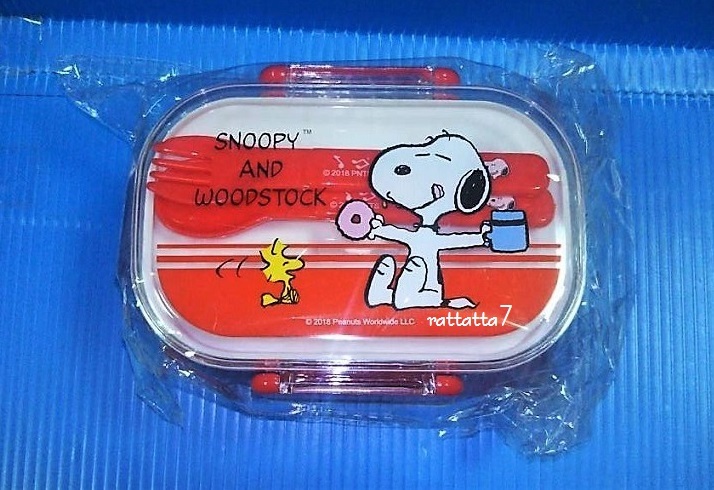 SNOOPY™
AND
WOODSTOCK
© 2018 PNTS
© 2018 Peanuts Worldwide LLC
rattatta7